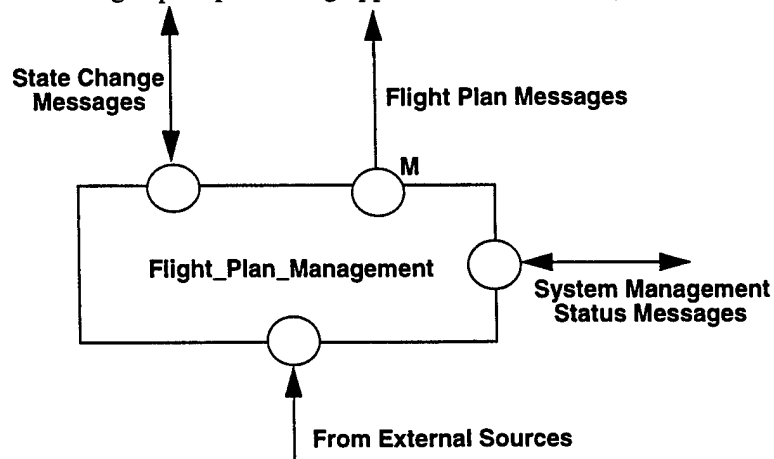 State Change
Messages
Flight Plan Messages
M
Flight_Plan_Management
System Management
Status Messages
From External Sources